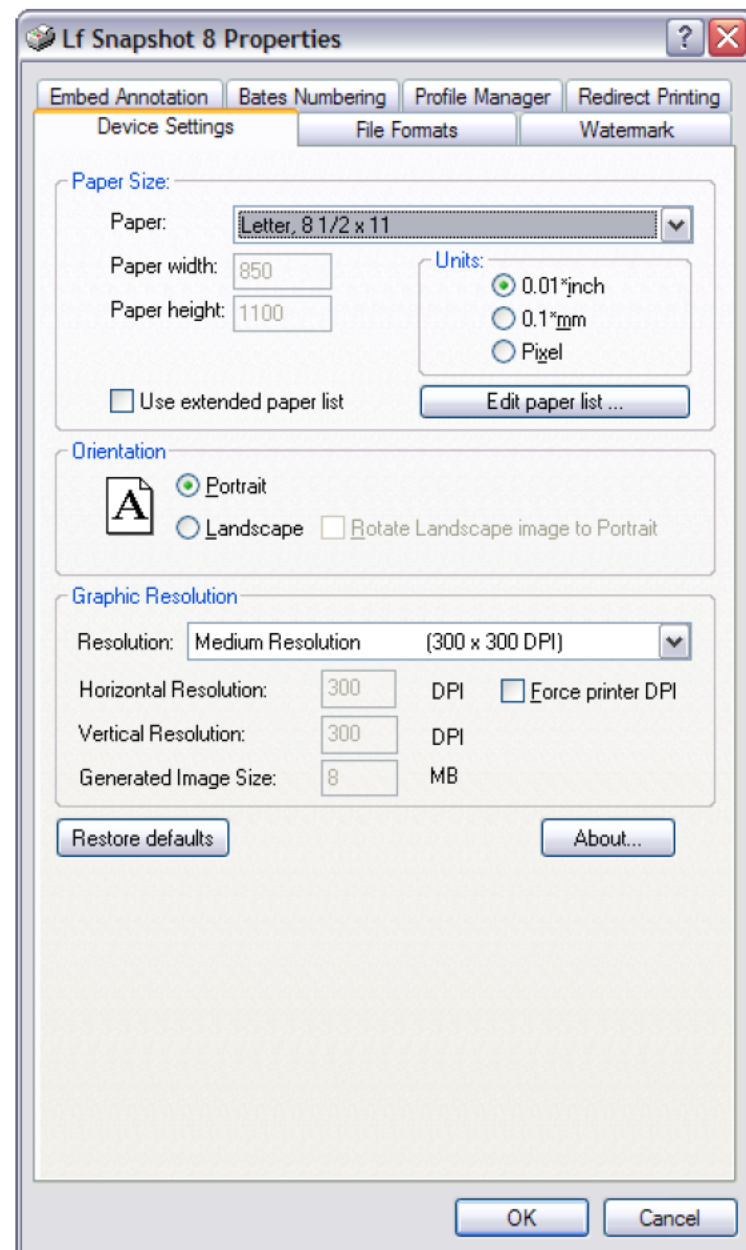 Lf Snapshot 8 Properties
Embed Annotation Bates Numbering Profile Manager Redirect Printing
Device Settings File Formats Watermark
Paper Size:
Paper: Letter, 8 1/2 x 11
Paper width: 850
Units:
0.01*inch
Paper height: 1100
0.1*mm
Pixel
Use extended paper list Edit paper list ...
Orientation
A
Portrait
Landscape Rotate Landscape image to Portrait
Graphic Resolution
Resolution: Medium Resolution (300 x 300 DPI)
Horizontal Resolution: 300 DPI Force printer DPI
Vertical Resolution: 300 DPI
Generated Image Size: 8 MB
Restore defaults About...
OK Cancel